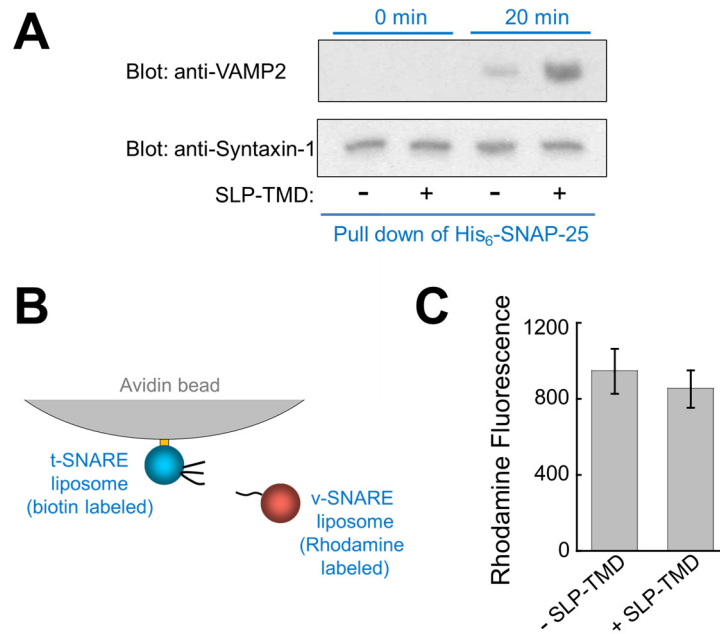 A
0 min 20 min
Blot: anti-VAMP2
Blot: anti-Syntaxin-1
SLP-TMD: - + - +
Pull down of His₆-SNAP-25
B
Avidin bead
t-SNARE
liposome
(biotin labeled)
v-SNARE
liposome
(Rhodamine
labeled)
C
Rhodamine Fluorescence
1200
800
400
0
- SLP-TMD
+ SLP-TMD